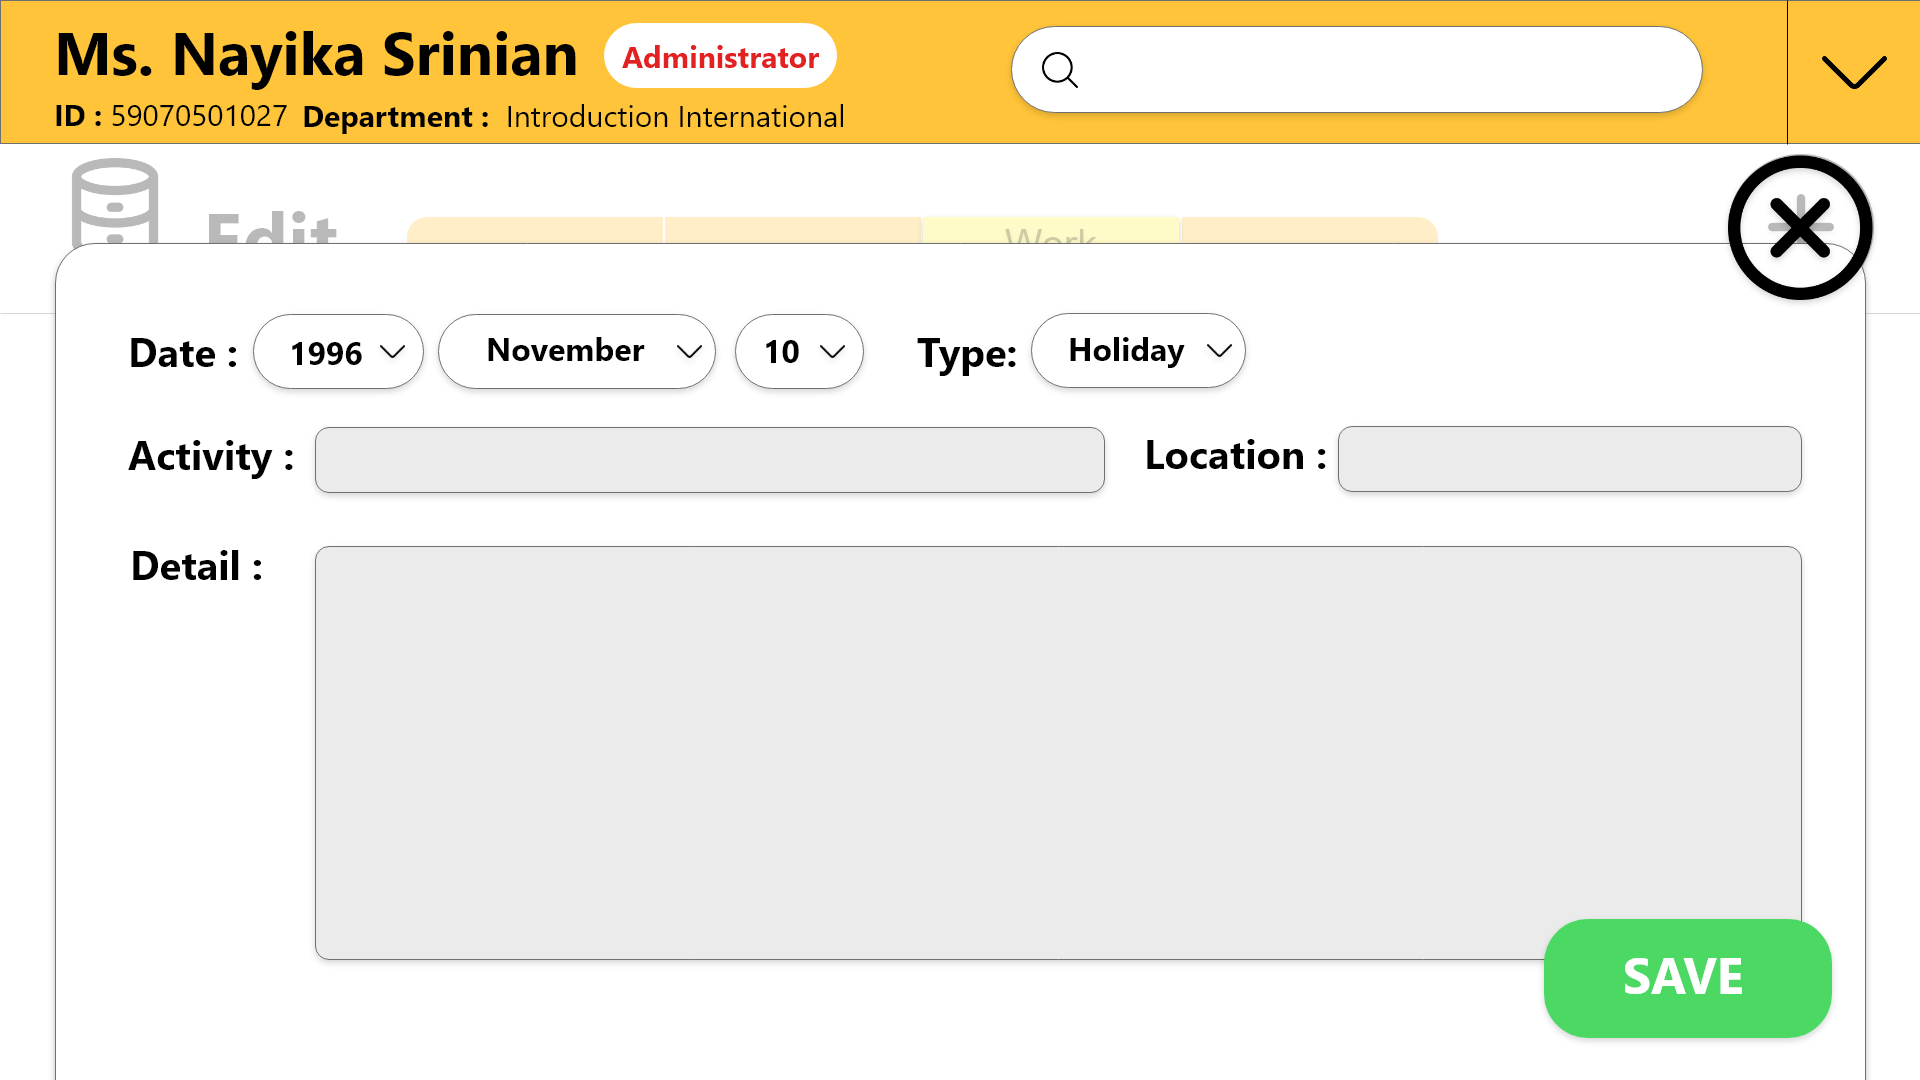 Ms. Nayika Srinian Administrator
ID : 59070501027 Department : Introduction International
Edit
Work
Date : 1996 November 10 Type: Holiday
Activity : Location :
Detail :
SAVE